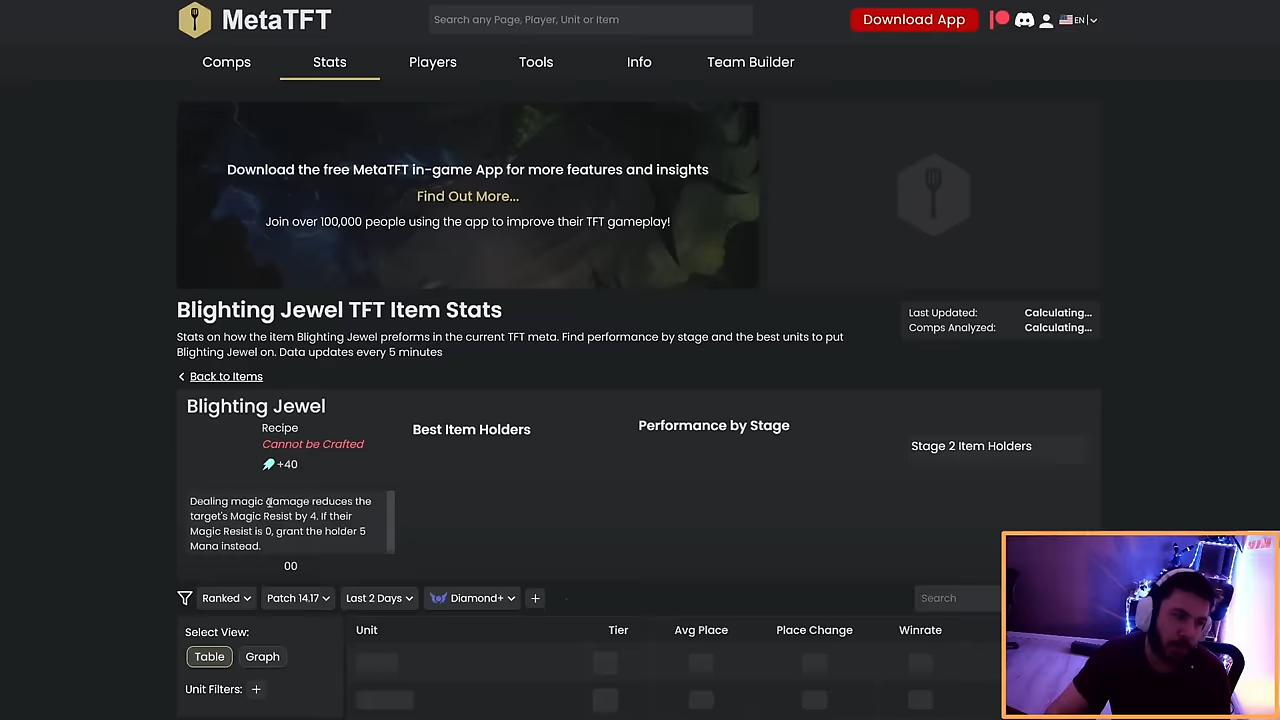 MetaTFT
Search any Page, Player, Unit or Item
Download App
EN
Comps
Stats
Players
Tools
Info
Team Builder
Download the free MetaTFT in-game App for more features and insights
Find Out More...
Join over 100,000 people using the app to improve their TFT gameplay!
Blighting Jewel TFT Item Stats
Last Updated: Calculating...
Comps Analyzed: Calculating...
Stats on how the item Blighting Jewel preforms in the current TFT meta. Find performance by stage and the best units to put
Blighting Jewel on. Data updates every 5 minutes
Back to Items
Blighting Jewel
Recipe
Cannot be Crafted
+40
Best Item Holders
Performance by Stage
Stage 2 Item Holders
Dealing magic damage reduces the
target's Magic Resist by 4. If their
Magic Resist is 0, grant the holder 5
Mana instead.
00
Ranked
Patch 14.17
Last 2 Days
Diamond+
+
Search
Select View:
Table
Graph
Unit Filters: +
Unit
Tier
Avg Place
Place Change
Winrate